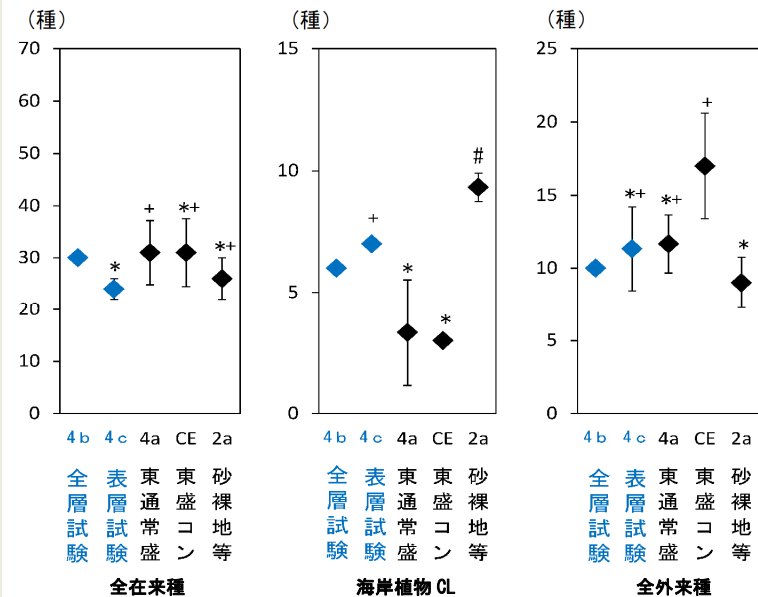 （種）
70
60
50
40
30
20
10
0
*
+
*+
*+
4b
4c
4a
CE
2a
全層試験
表層試験
東通常盛
東盛コン
砂裸地等
全在来種
（種）
15
10
5
0
+
*
*
#
4b
4c
4a
CE
2a
全層試験
表層試験
東通常盛
東盛コン
砂裸地等
海岸植物 CL
（種）
25
20
15
10
5
0
*+
*+
+
*
4b
4c
4a
CE
2a
全層試験
表層試験
東通常盛
東盛コン
砂裸地等
全外来種